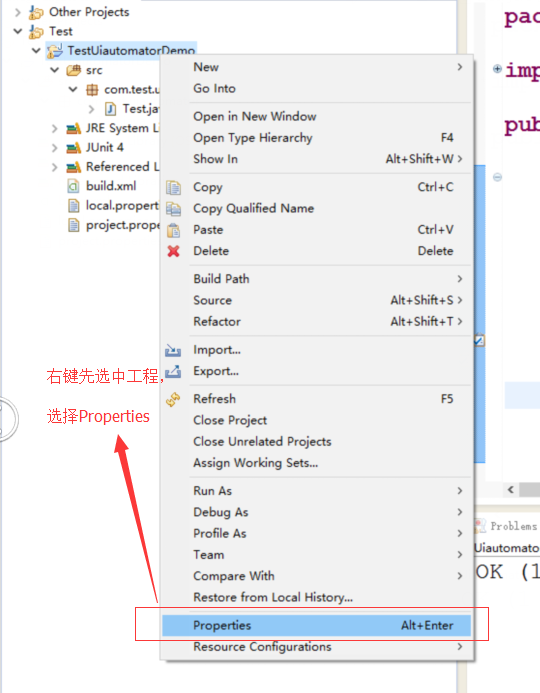 Other Projects
Test
TestUiautomatorDemo
src
com.test.u
Test.ja
JRE System L
JUnit 4
Referenced L
build.xml
local.propert
project.prope
New
Go Into
Open in New Window
Open Type Hierarchy F4
Show In Alt+Shift+W
Copy Ctrl+C
Copy Qualified Name
Paste Ctrl+V
Delete Delete
Build Path
Source Alt+Shift+S
Refactor Alt+Shift+T
Import...
Export...
Refresh F5
Close Project
Close Unrelated Projects
Assign Working Sets...
Run As
Debug As
Profile As
Team
Compare With
Restore from Local History...
Properties Alt+Enter
Resource Configurations
右键先选中工程,
选择Properties
pac
imp
pub
Problems
Uiautomato
OK (1